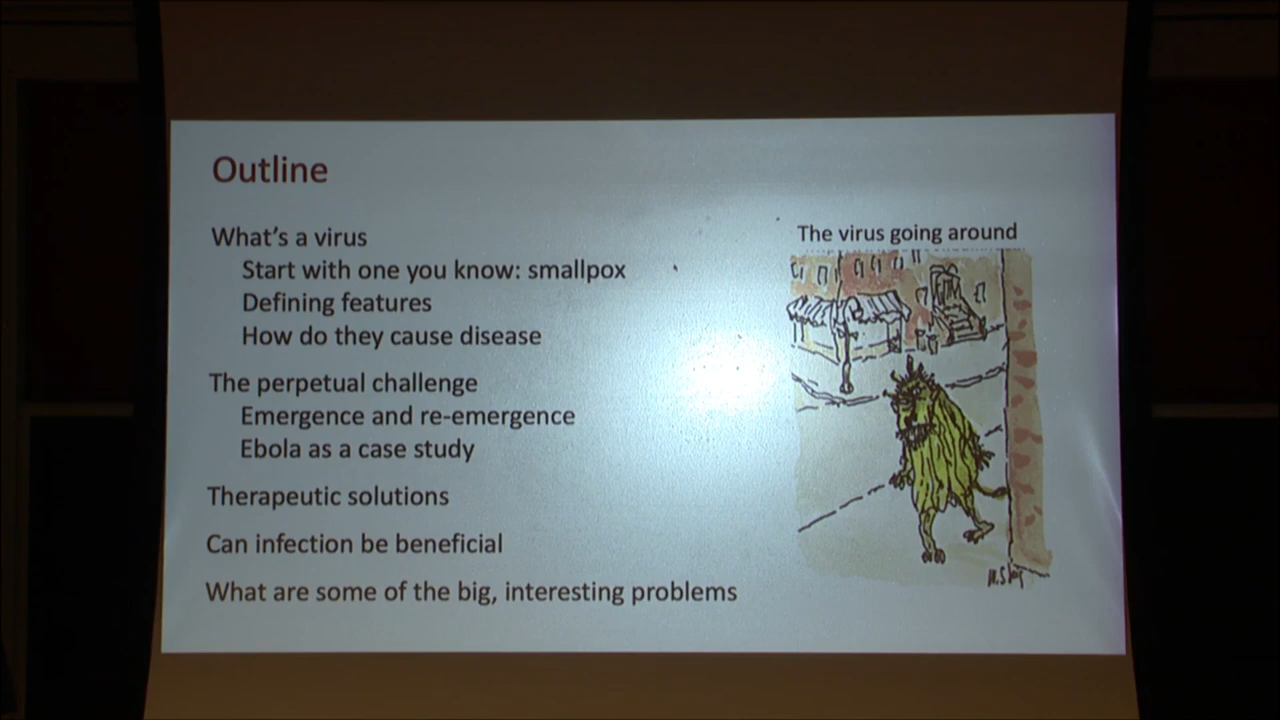 Outline
What's a virus
Start with one you know: smallpox
Defining features
How do they cause disease
The perpetual challenge
Emergence and re-emergence
Ebola as a case study
Therapeutic solutions
Can infection be beneficial
What are some of the big, interesting problems
The virus going around